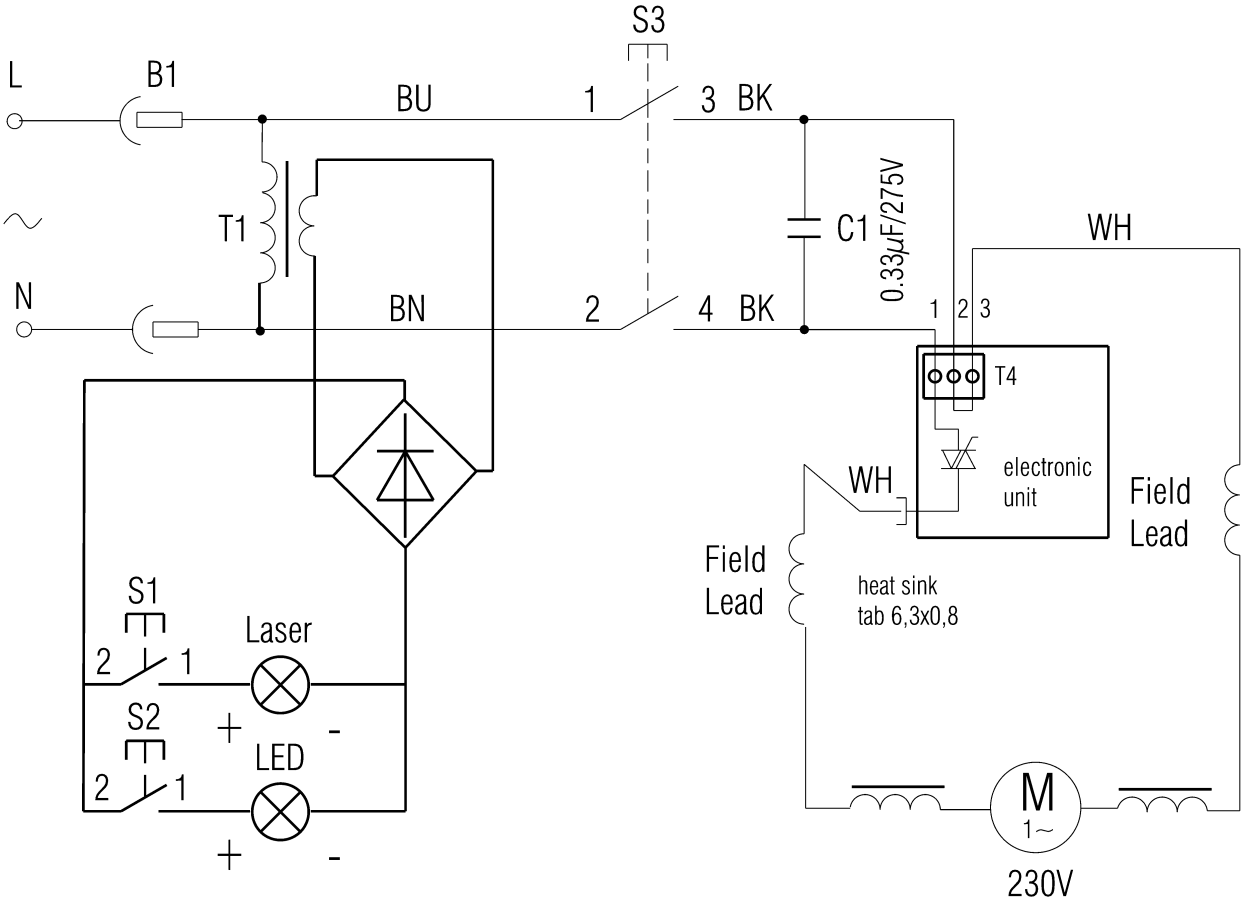 S3
L
B1
BU
1
3
BK
T1
C1
0.33µF/275V
WH
N
BN
2
4
BK
1
2
3
T4
WH
electronic
unit
Field
Lead
Field
Lead
heat sink
tab 6,3x0,8
S1
Laser
2
1
+
-
S2
LED
2
1
+
-
M
1~
230V